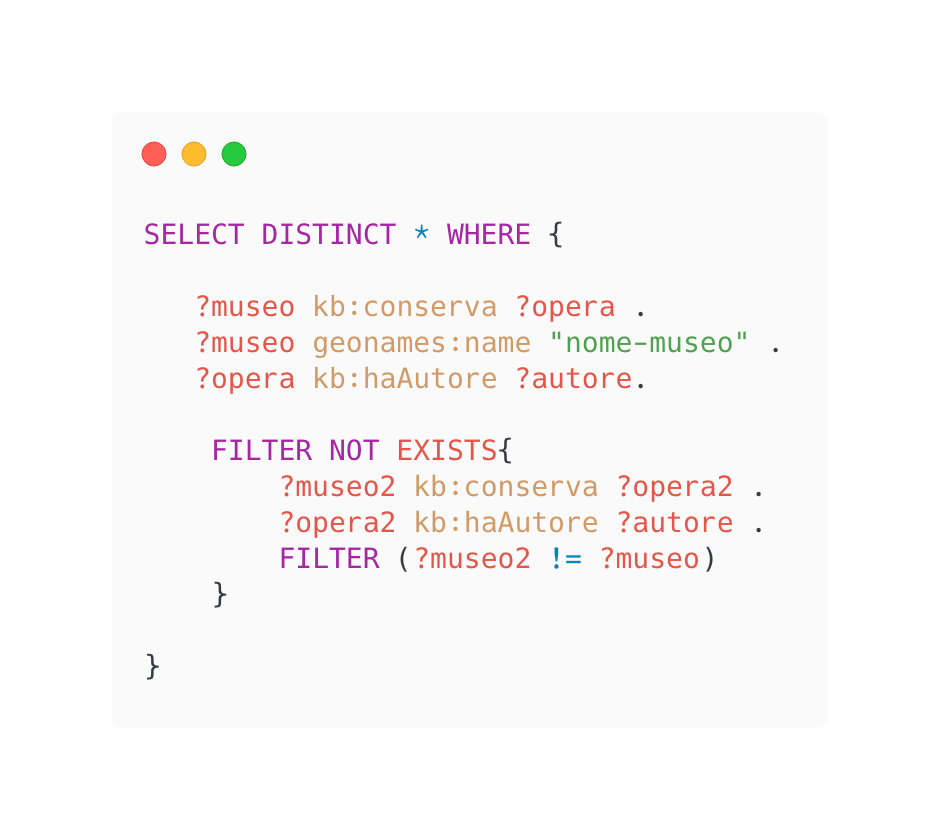 SELECT DISTINCT * WHERE {
?museo kb:conserva ?opera .
?museo geonames:name "nome-museo" .
?opera kb:haAutore ?autore.
FILTER NOT EXISTS{
?museo2 kb:conserva ?opera2 .
?opera2 kb:haAutore ?autore .
FILTER (?museo2 != ?museo)
}
}